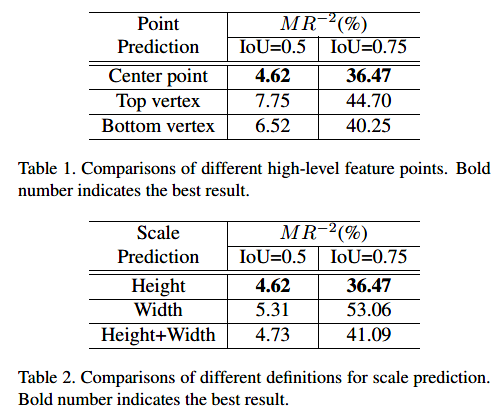 Point MR⁻²(%)
Prediction IoU=0.5 IoU=0.75
Center point 4.62 36.47
Top vertex 7.75 44.70
Bottom vertex 6.52 40.25
Table 1. Comparisons of different high-level feature points. Bold
number indicates the best result.
Scale MR⁻²(%)
Prediction IoU=0.5 IoU=0.75
Height 4.62 36.47
Width 5.31 53.06
Height+Width 4.73 41.09
Table 2. Comparisons of different definitions for scale prediction.
Bold number indicates the best result.